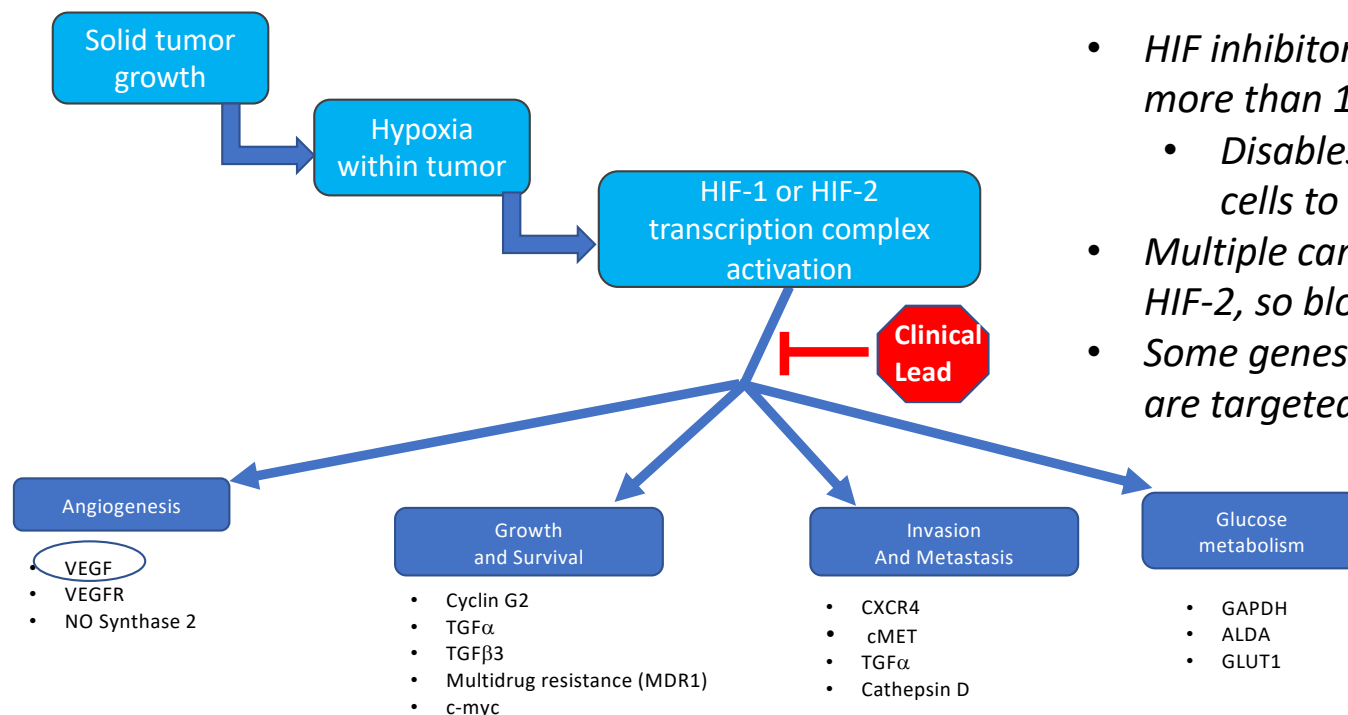 Solid tumor
growth
Hypoxia
within tumor
HIF-1 or HIF-2
transcription complex
activation
Clinical
Lead
• HIF inhibitor
more than 1
• Disables
cells to
• Multiple can
HIF-2, so blo
• Some genes
are targeted
Angiogenesis
• VEGF
• VEGFR
• NO Synthase 2
Growth
and Survival
• Cyclin G2
• TGFα
• TGFβ3
• Multidrug resistance (MDR1)
• c-myc
Invasion
And Metastasis
• CXCR4
• cMET
• TGFα
• Cathepsin D
Glucose
metabolism
• GAPDH
• ALDA
• GLUT1